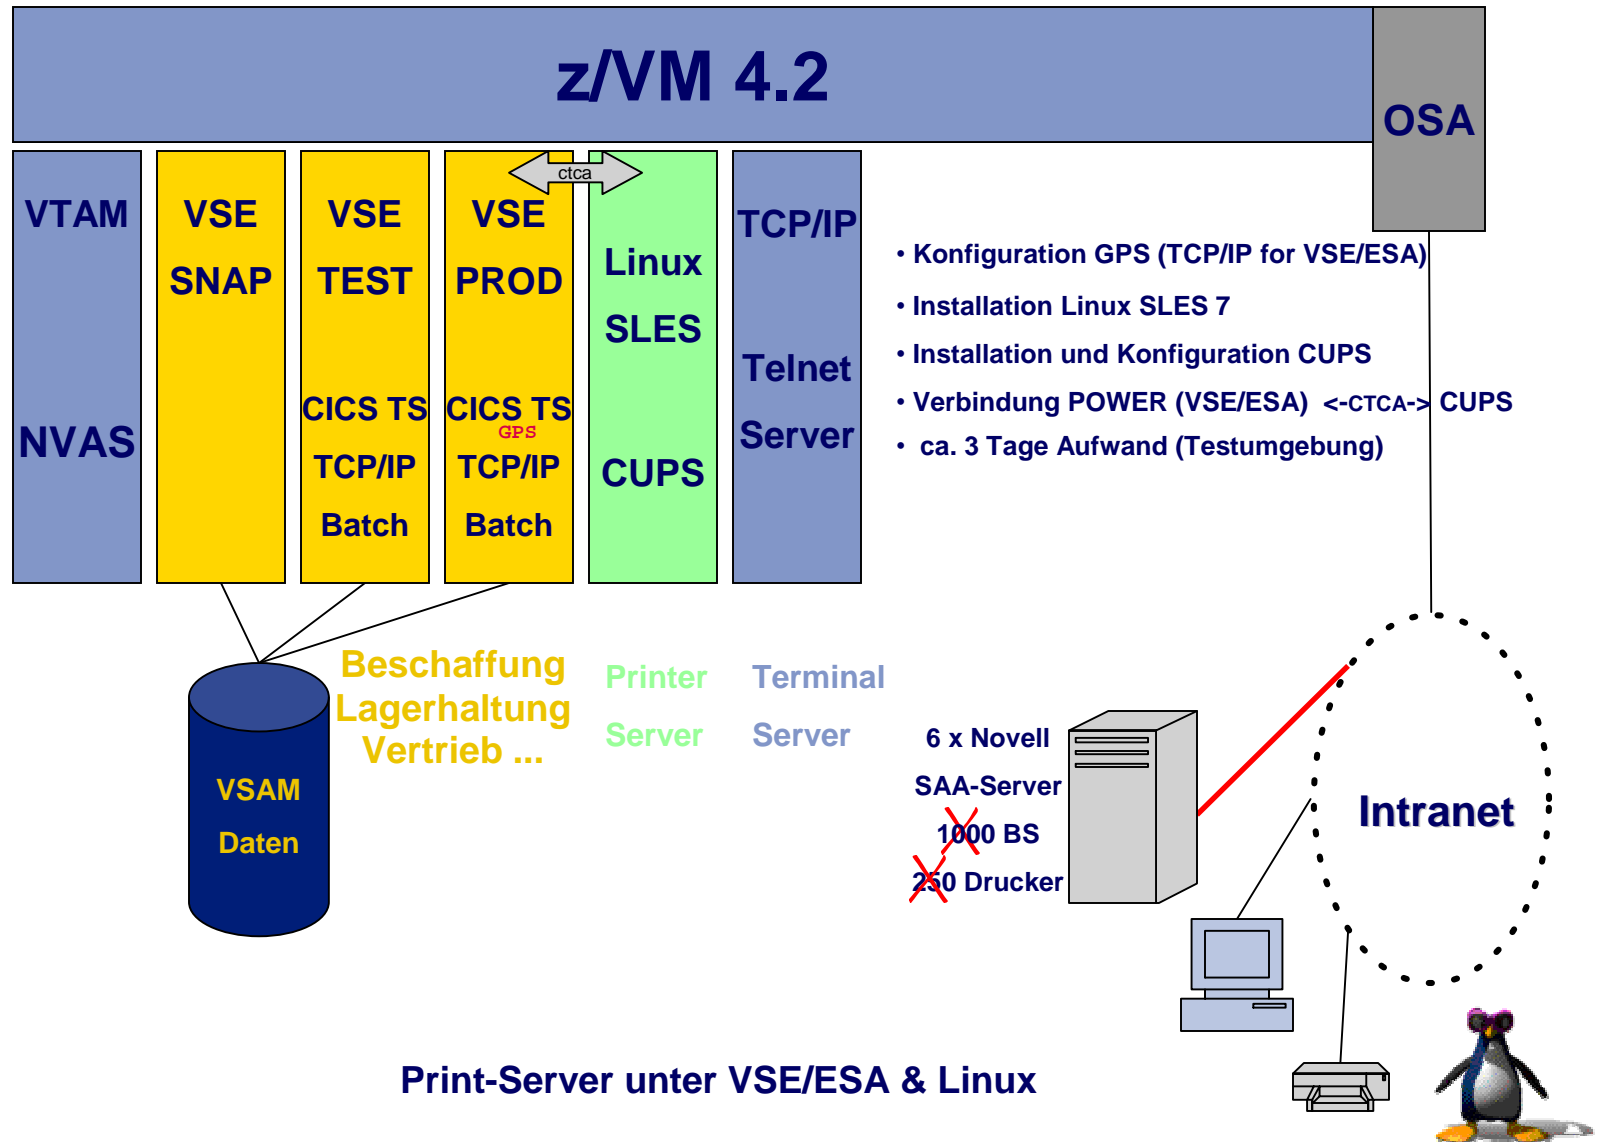 z/VM 4.2
OSA
VTAM
NVAS
VSE
SNAP
VSE
TEST
CICS TS
TCP/IP
Batch
VSE
PROD
CICS TS
GPS
TCP/IP
Batch
ctca
Linux
SLES
CUPS
TCP/IP
Telnet
Server
• Konfiguration GPS (TCP/IP for VSE/ESA)
• Installation Linux SLES 7
• Installation und Konfiguration CUPS
• Verbindung POWER (VSE/ESA) <-CTCA-> CUPS
• ca. 3 Tage Aufwand (Testumgebung)
Beschaffung
Lagerhaltung
Vertrieb ...
Printer
Server
Terminal
Server
VSAM
Daten
6 x Novell
SAA-Server
1000 BS
250 Drucker
Intranet
Print-Server unter VSE/ESA & Linux